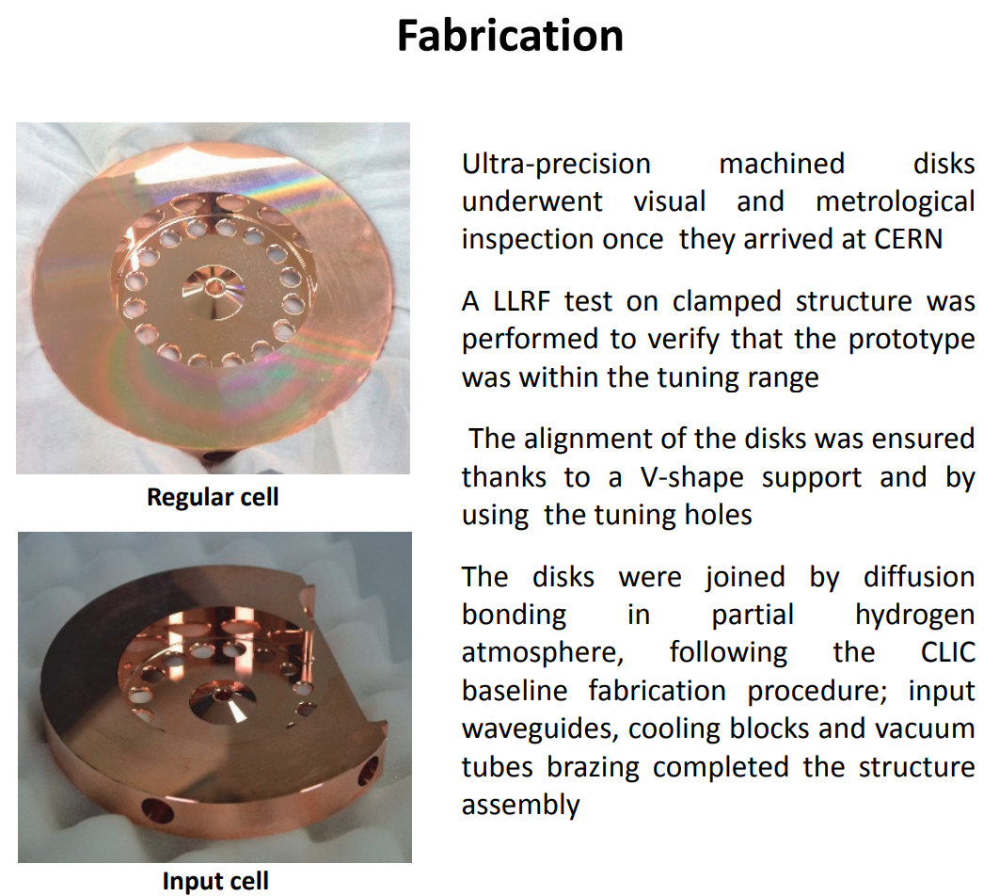 Fabrication
Ultra-precision machined disks
underwent visual and metrological
inspection once they arrived at CERN
A LLRF test on clamped structure was
performed to verify that the prototype
was within the tuning range
The alignment of the disks was ensured
thanks to a V-shape support and by
using the tuning holes
The disks were joined by diffusion
bonding in partial hydrogen
atmosphere, following the CLIC
baseline fabrication procedure; input
waveguides, cooling blocks and vacuum
tubes brazing completed the structure
assembly
Regular cell
Input cell